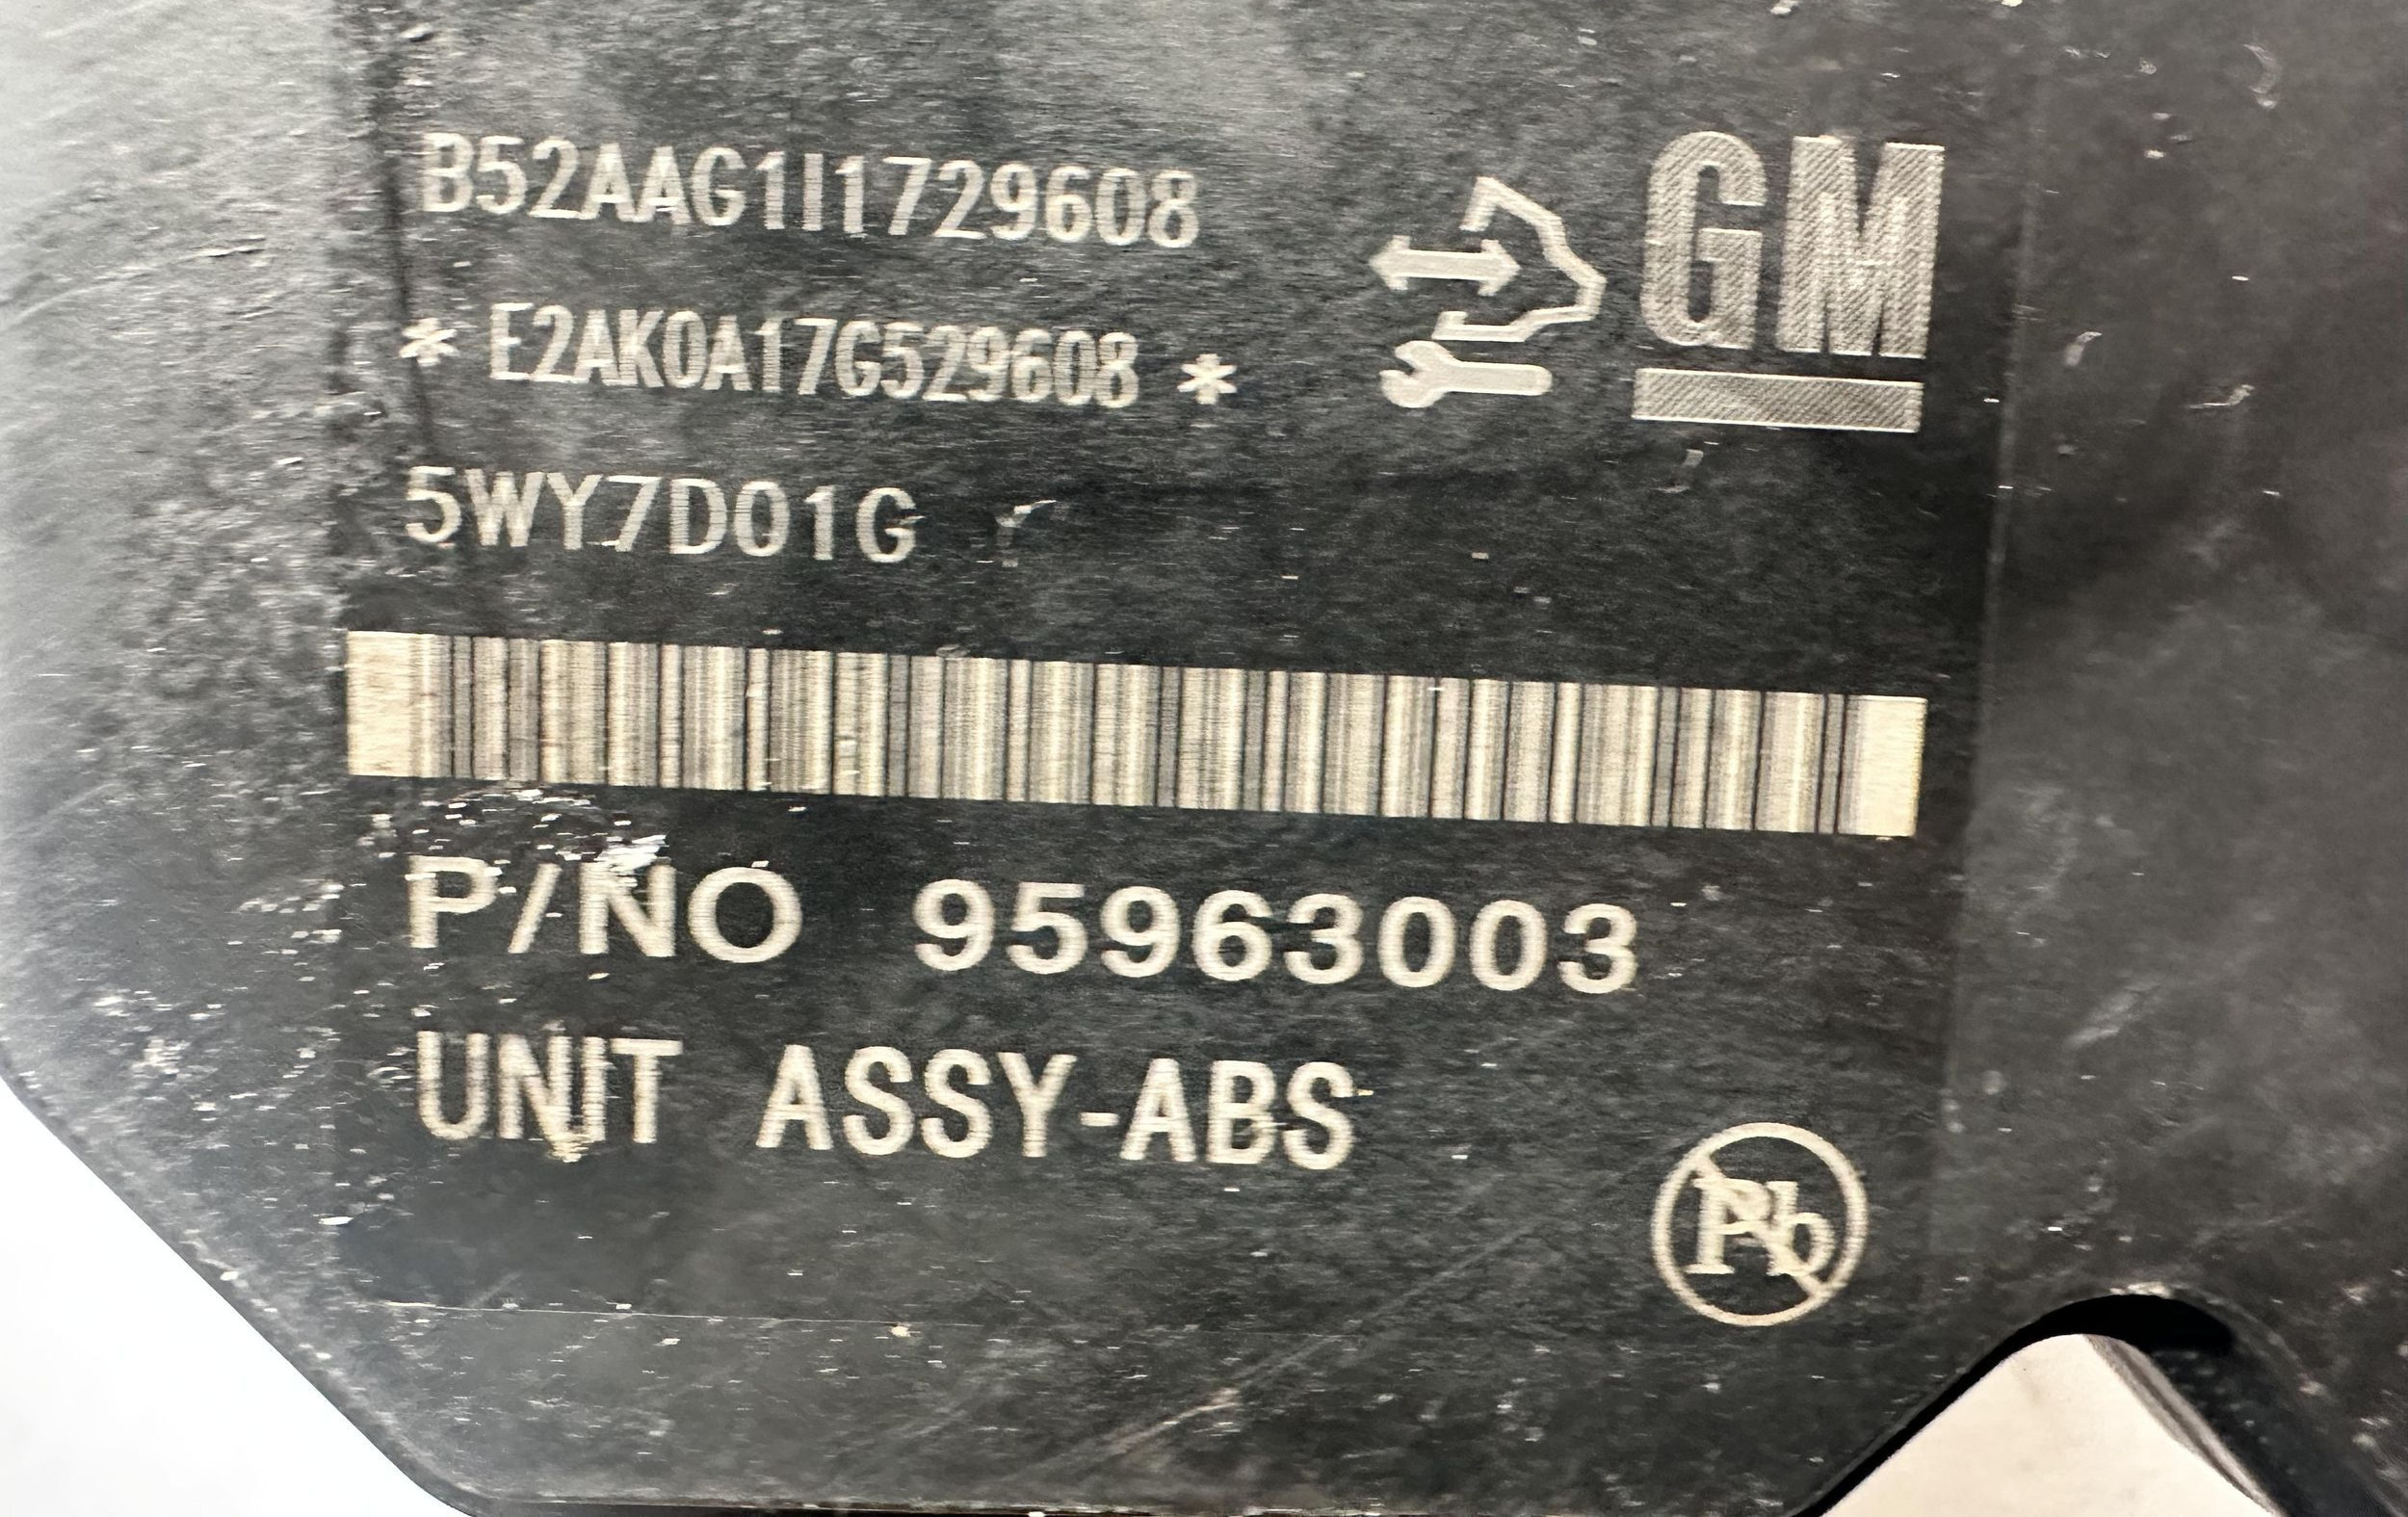 B52AAG1I1729608
GM
* E2AK0A17G529608 *
5WY7D01G
P/NO 95963003
UNIT ASSY-ABS
Pb